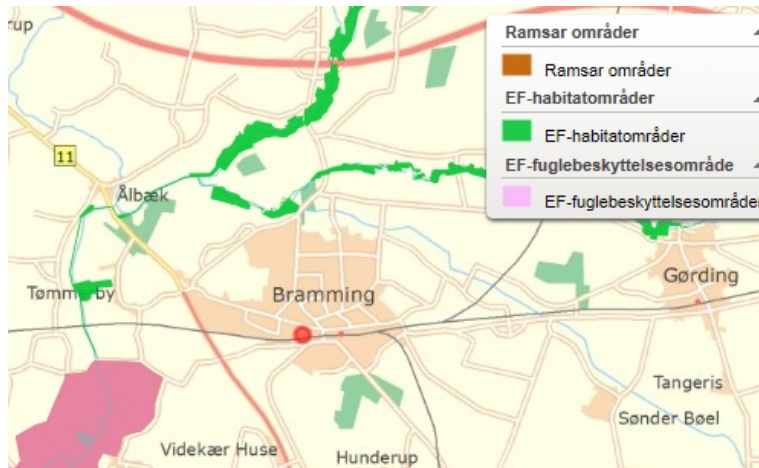 rup
Ramsar områder
Ramsar områder
EF-habitatområder
EF-habitatområder
EF-fuglebeskyttelsesområde
EF-fuglebeskyttelsesområder
11
Ålbæk
Gørding
Tømmerby
Bramming
Tangeris
Sønder Bøel
Videkær Huse
Hunderup